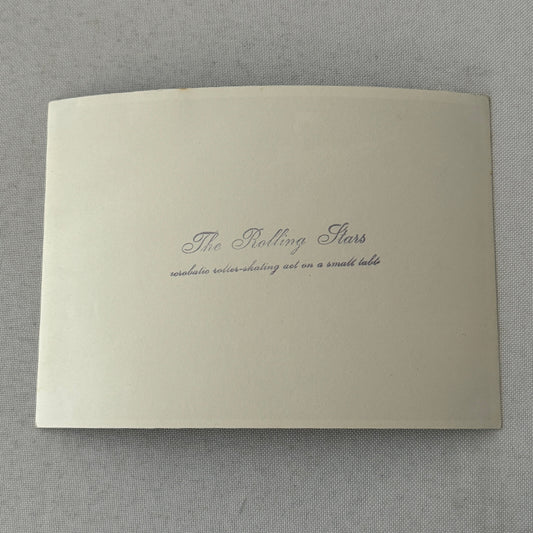 The Rolling Stars
acrobatic roller-skating act on a small table